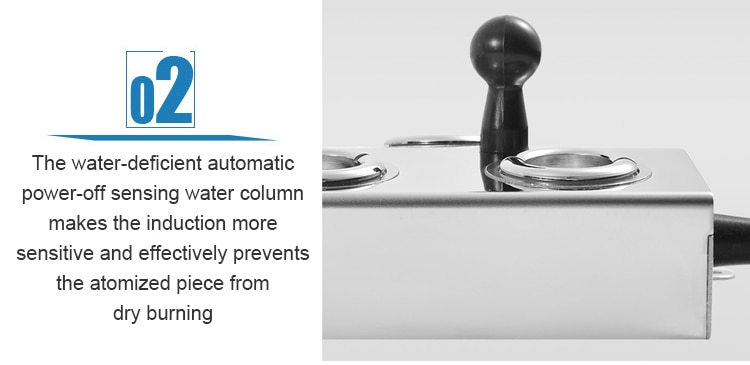 02
The water-deficient automatic
power-off sensing water column
makes the induction more
sensitive and effectively prevents
the atomized piece from
dry burning